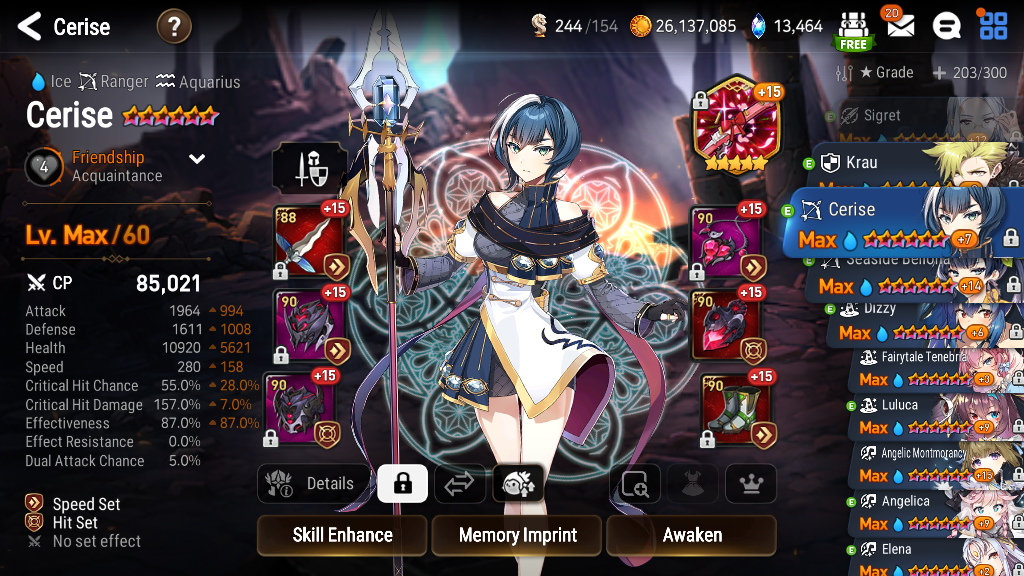 Cerise
?
244/154
26,137,085
13,464
FREE
20
Ice Ranger Aquarius
Cerise
4
Friendship
Acquaintance
Lv. Max/60
CP 85,021
Attack 1964 994
Defense 1611 1008
Health 10920 5621
Speed 280 158
Critical Hit Chance 55.0% 28.0%
Critical Hit Damage 157.0% 7.0%
Effectiveness 87.0% 87.0%
Effect Resistance 0.0%
Dual Attack Chance 5.0%
Speed Set
Hit Set
No set effect
88 +15
90 +15
90 +15
+15
90 +15
90 +15
90 +15
Details
Skill Enhance
Memory Imprint
Awaken
Grade
203/300
E Sigret
Max
E Krau
Max
E Cerise
Max +7
Seaside Bellona
Max +14
E Dizzy
Max +6
Fairytale Tenebria
Max +3
E Luluca
Max +9
Angelic Montmorancy
Max +15
E Angelica
Max +9
E Elena
Max +2